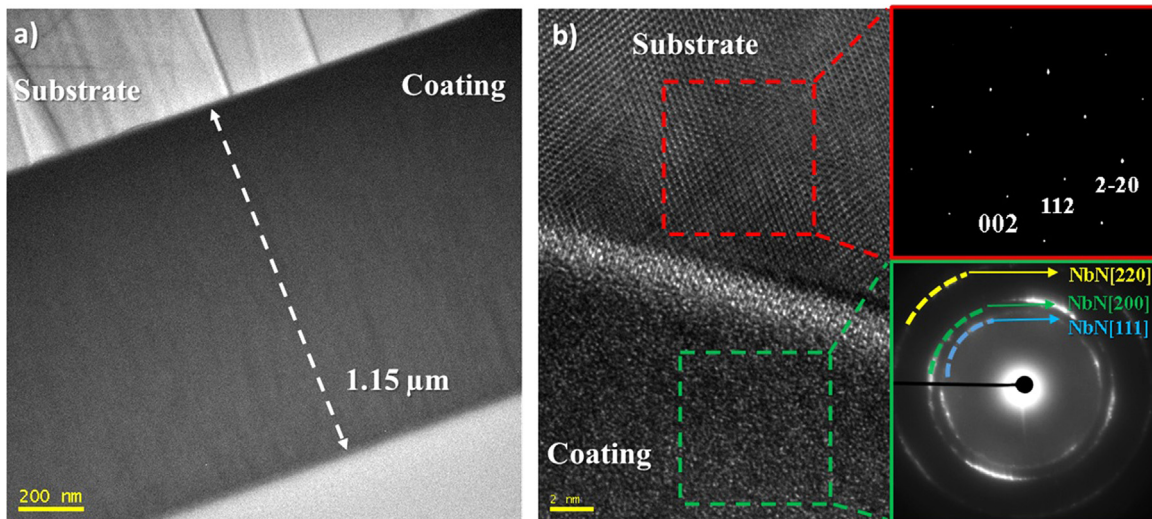 a)
Substrate
Coating
1.15 µm
200 nm
b)
Substrate
Coating
2 nm
002
112
2-20
NbN[220]
NbN[200]
NbN[111]